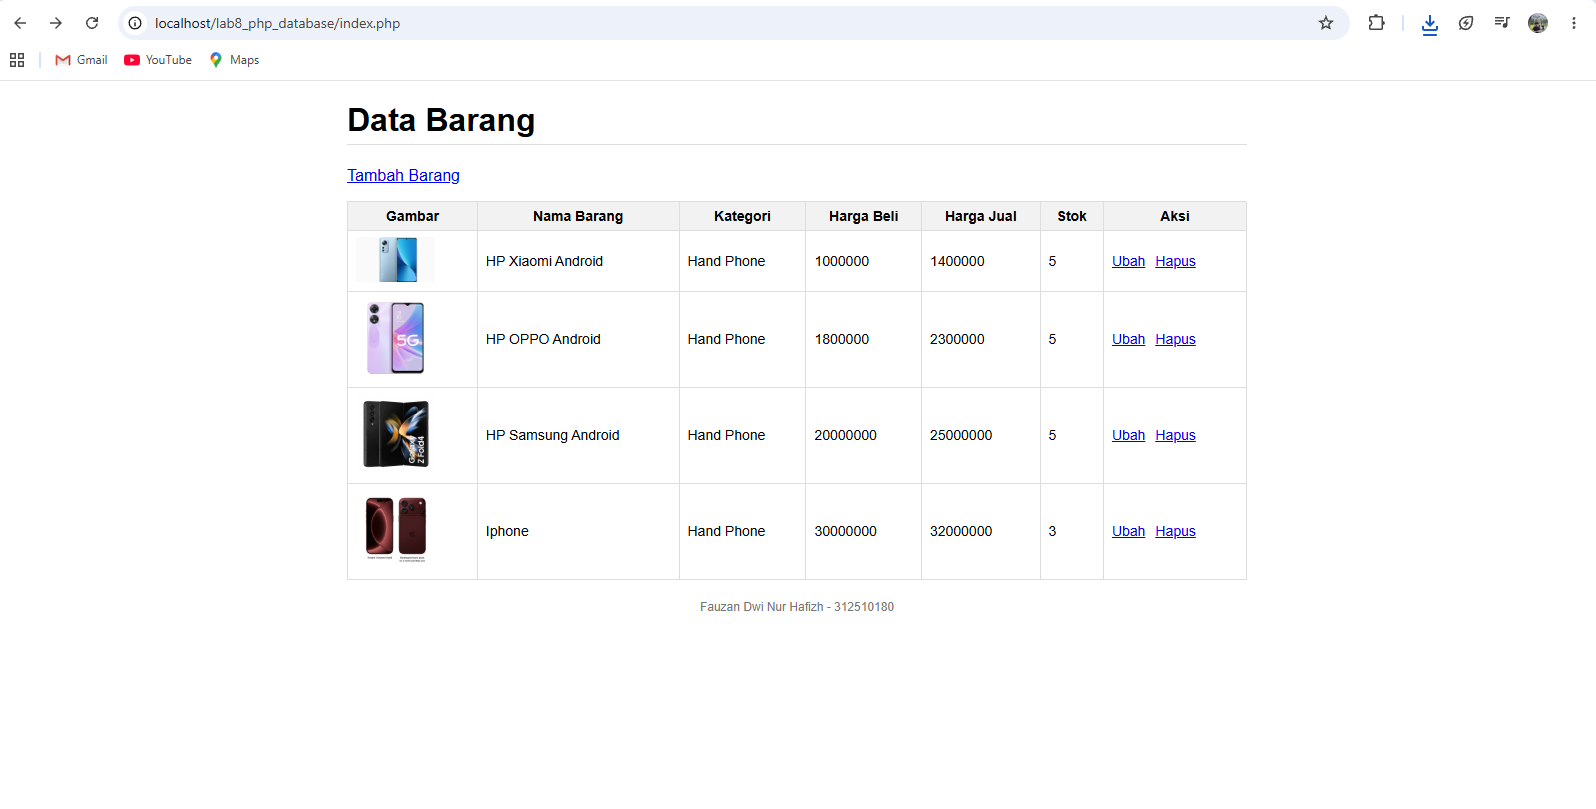 localhost/lab8_php_database/index.php
Gmail YouTube Maps
Data Barang
Tambah Barang
Gambar Nama Barang Kategori Harga Beli Harga Jual Stok Aksi
HP Xiaomi Android Hand Phone 1000000 1400000 5 Ubah Hapus
5G
HP OPPO Android Hand Phone 1800000 2300000 5 Ubah Hapus
Galaxy
Z Fold4
HP Samsung Android Hand Phone 20000000 25000000 5 Ubah Hapus
Iphone Hand Phone 30000000 32000000 3 Ubah Hapus
Fauzan Dwi Nur Hafizh - 312510180